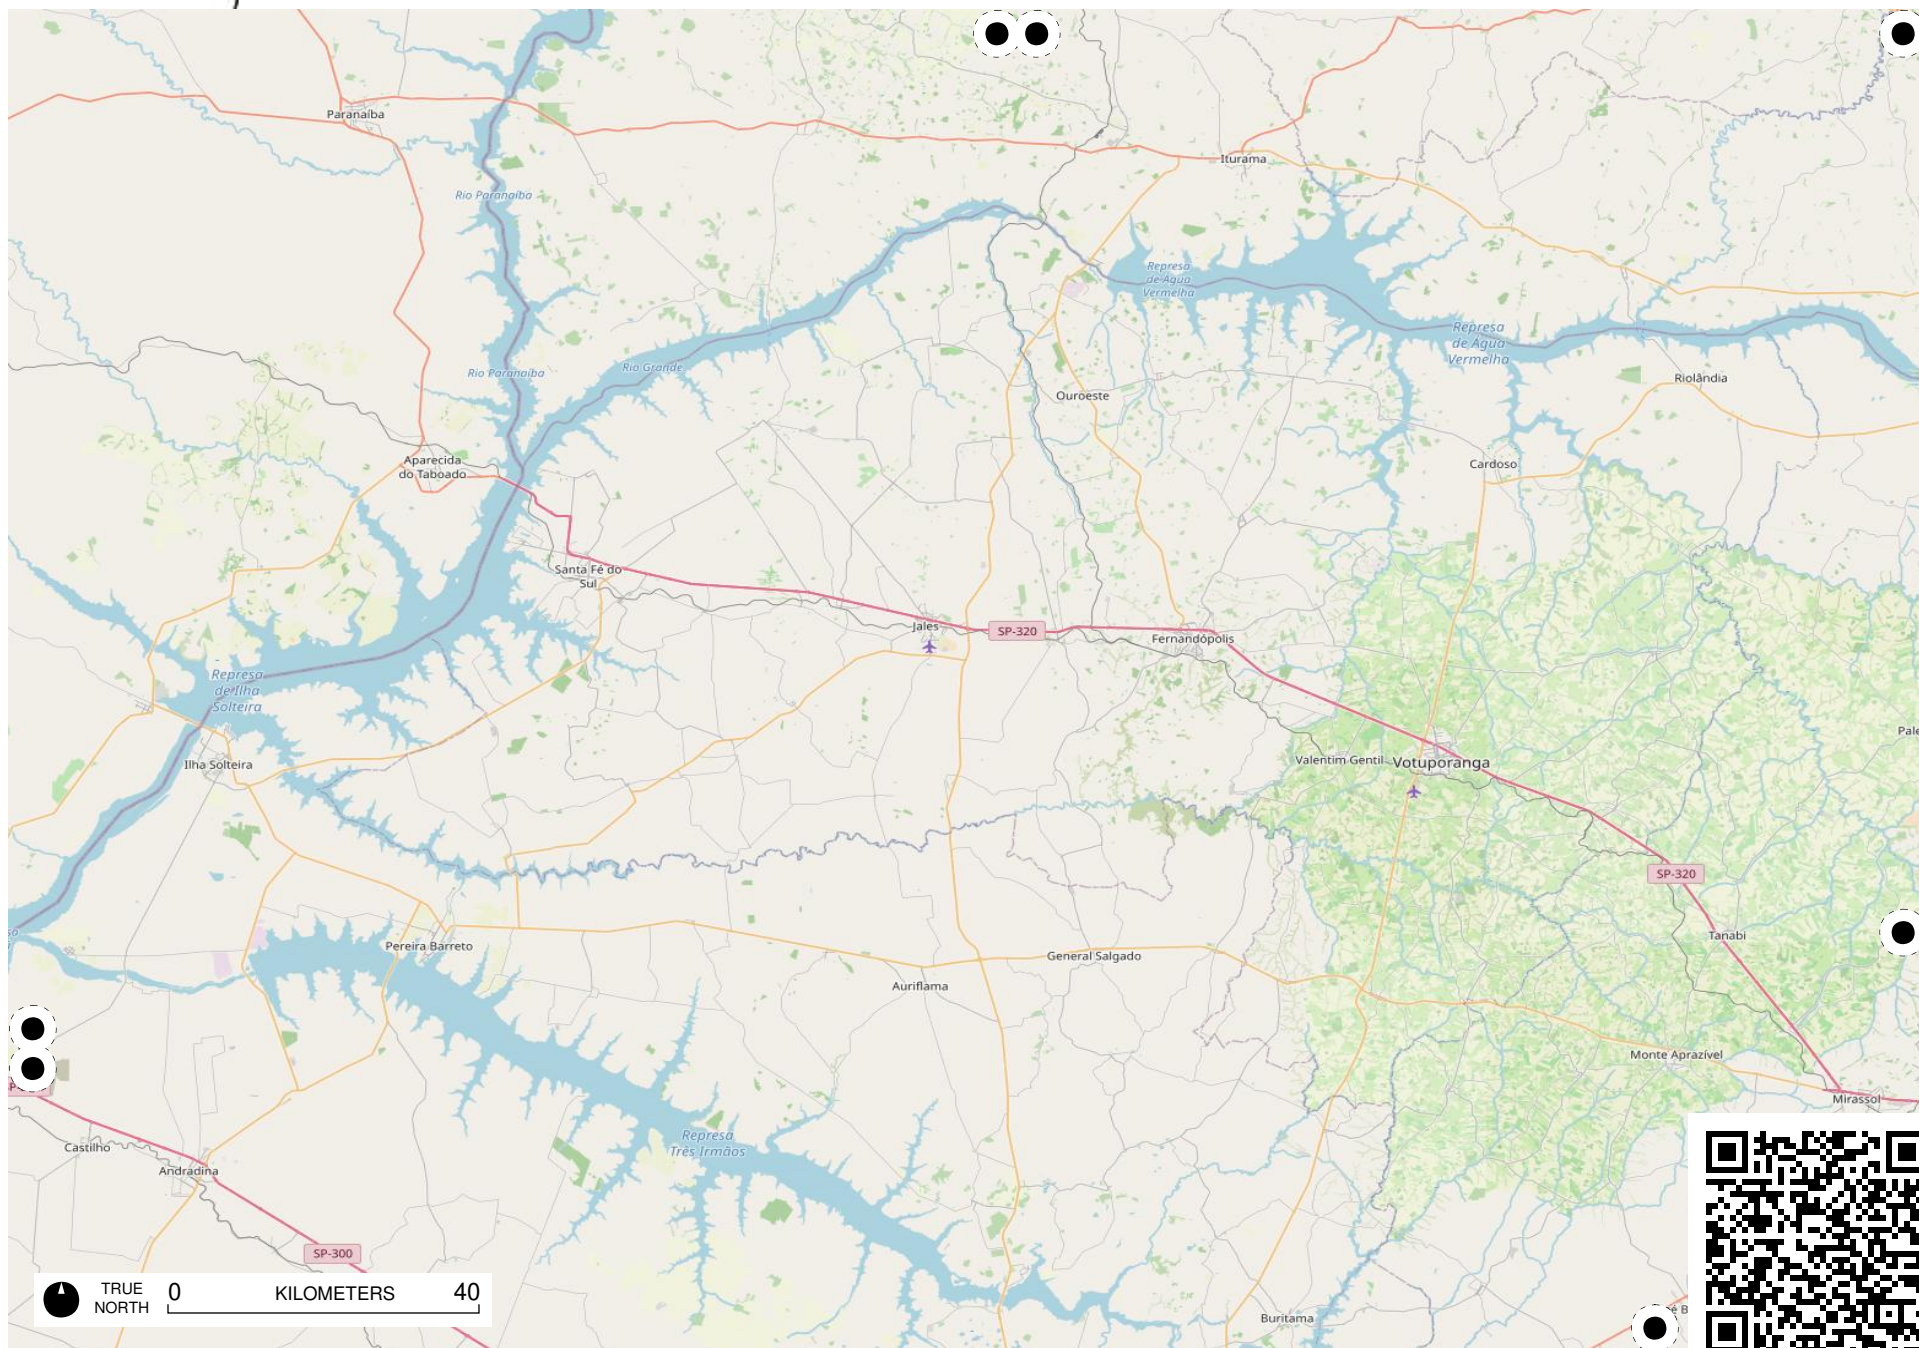 Paranaíba
Iturama
Rio Paranaíba
Represa
de Água
Vermelha
Represa
de Água
Vermelha
Rio Paranaíba
Rio Grande
Riolândia
Ouroeste
Aparecida
do Taboado
Cardoso
Santa Fé do
Sul
Jales
SP-320
Fernandópolis
Represa
de Ilha
Solteira
Pale
Ilha Solteira
Valentim Gentil
Votuporanga
SP-320
Pereira Barreto
Tanabi
General Salgado
Auriflama
Monte Aprazível
Mirassol
Represa
Três Irmãos
Castilho
Andradina
SP-300
TRUE
NORTH
0
KILOMETERS
40
Buritama